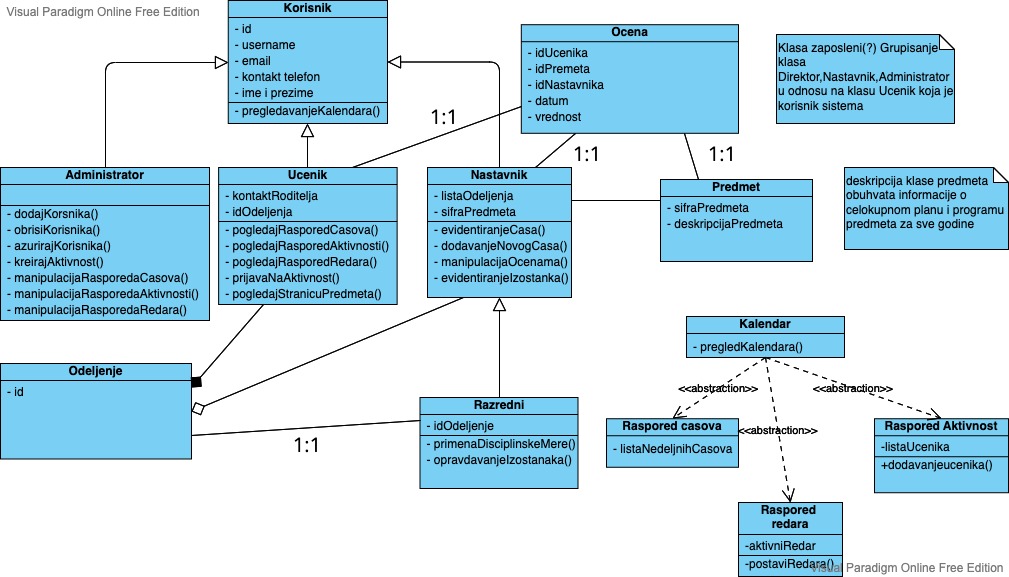 Visual Paradigm Online Free Edition
Korisnik
- id
- username
- email
- kontakt telefon
- ime i prezime
- pregledavanjeKalendara()
Ocena
- idUcenika
- idPremeta
- idNastavnika
- datum
- vrednost
Klasa zaposleni(?) Grupisanje
klasa
Direktor,Nastavnik,Administrator
u odnosu na klasu Ucenik koja je
korisnik sistema
1:1
1:1
1:1
Administrator
- dodajKorsnika()
- obrisiKorisnika()
- azurirajKorisnika()
- kreirajAktivnost()
- manipulacijaRasporedaCasova()
- manipulacijaRasporedaAktivnosti()
- manipulacijaRasporedaRedara()
Ucenik
- kontaktRoditelja
- idOdeljenja
- pogledajRasporedCasova()
- pogledajRasporedAktivnosti()
- pogledajRasporedRedara()
- prijavaNaAktivnost()
- pogledajStranicuPredmeta()
Nastavnik
- listaOdeljenja
- sifraPredmeta
- evidentiranjeCasa()
- dodavanjeNovogCasa()
- manipulacijaOcenama()
- evidentiranjeIzostanka()
Predmet
- sifraPredmeta
- deskripcijaPredmeta
deskripcija klase predmeta
obuhvata informacije o
celokupnom planu i programu
predmeta za sve godine
Odeljenje
- id
1:1
Razredni
- idOdeljenje
- primenaDisciplinskeMere()
- opravdavanjeIzostanaka()
Kalendar
- pregledKalendara()
<<abstraction>>
<<abstraction>>
<<abstraction>>
Raspored casova
- listaNedeljnihCasova
Raspored Aktivnost
-listaUcenika
+dodavanjeucenika()
Raspored
redara
-aktivniRedar
-postaviRedara()
Visual Paradigm Online Free Edition